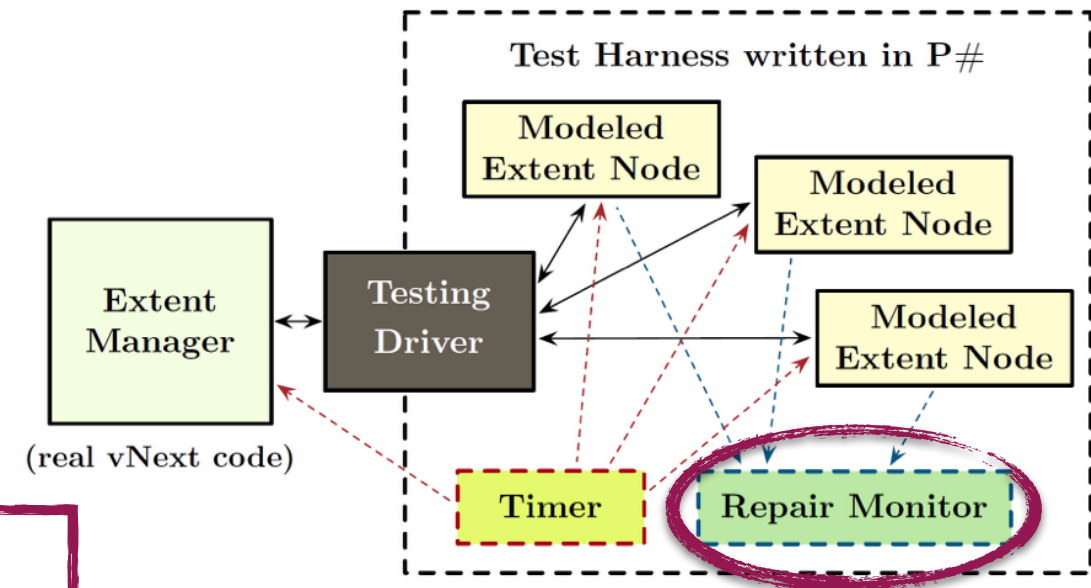 Test Harness written in P#
Modeled
Extent Node
Modeled
Extent Node
Extent
Manager
Testing
Driver
Modeled
Extent Node
(real vNext code)
Timer
Repair Monitor